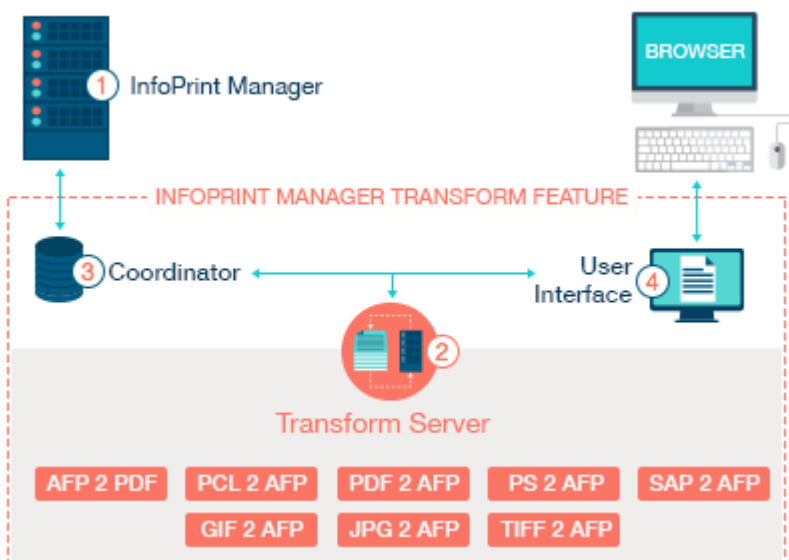 BROWSER
1 InfoPrint Manager
INFOPRINT MANAGER TRANSFORM FEATURE
3 Coordinator
User
Interface 4
2
Transform Server
AFP 2 PDF
PCL 2 AFP
PDF 2 AFP
PS 2 AFP
SAP 2 AFP
GIF 2 AFP
JPG 2 AFP
TIFF 2 AFP